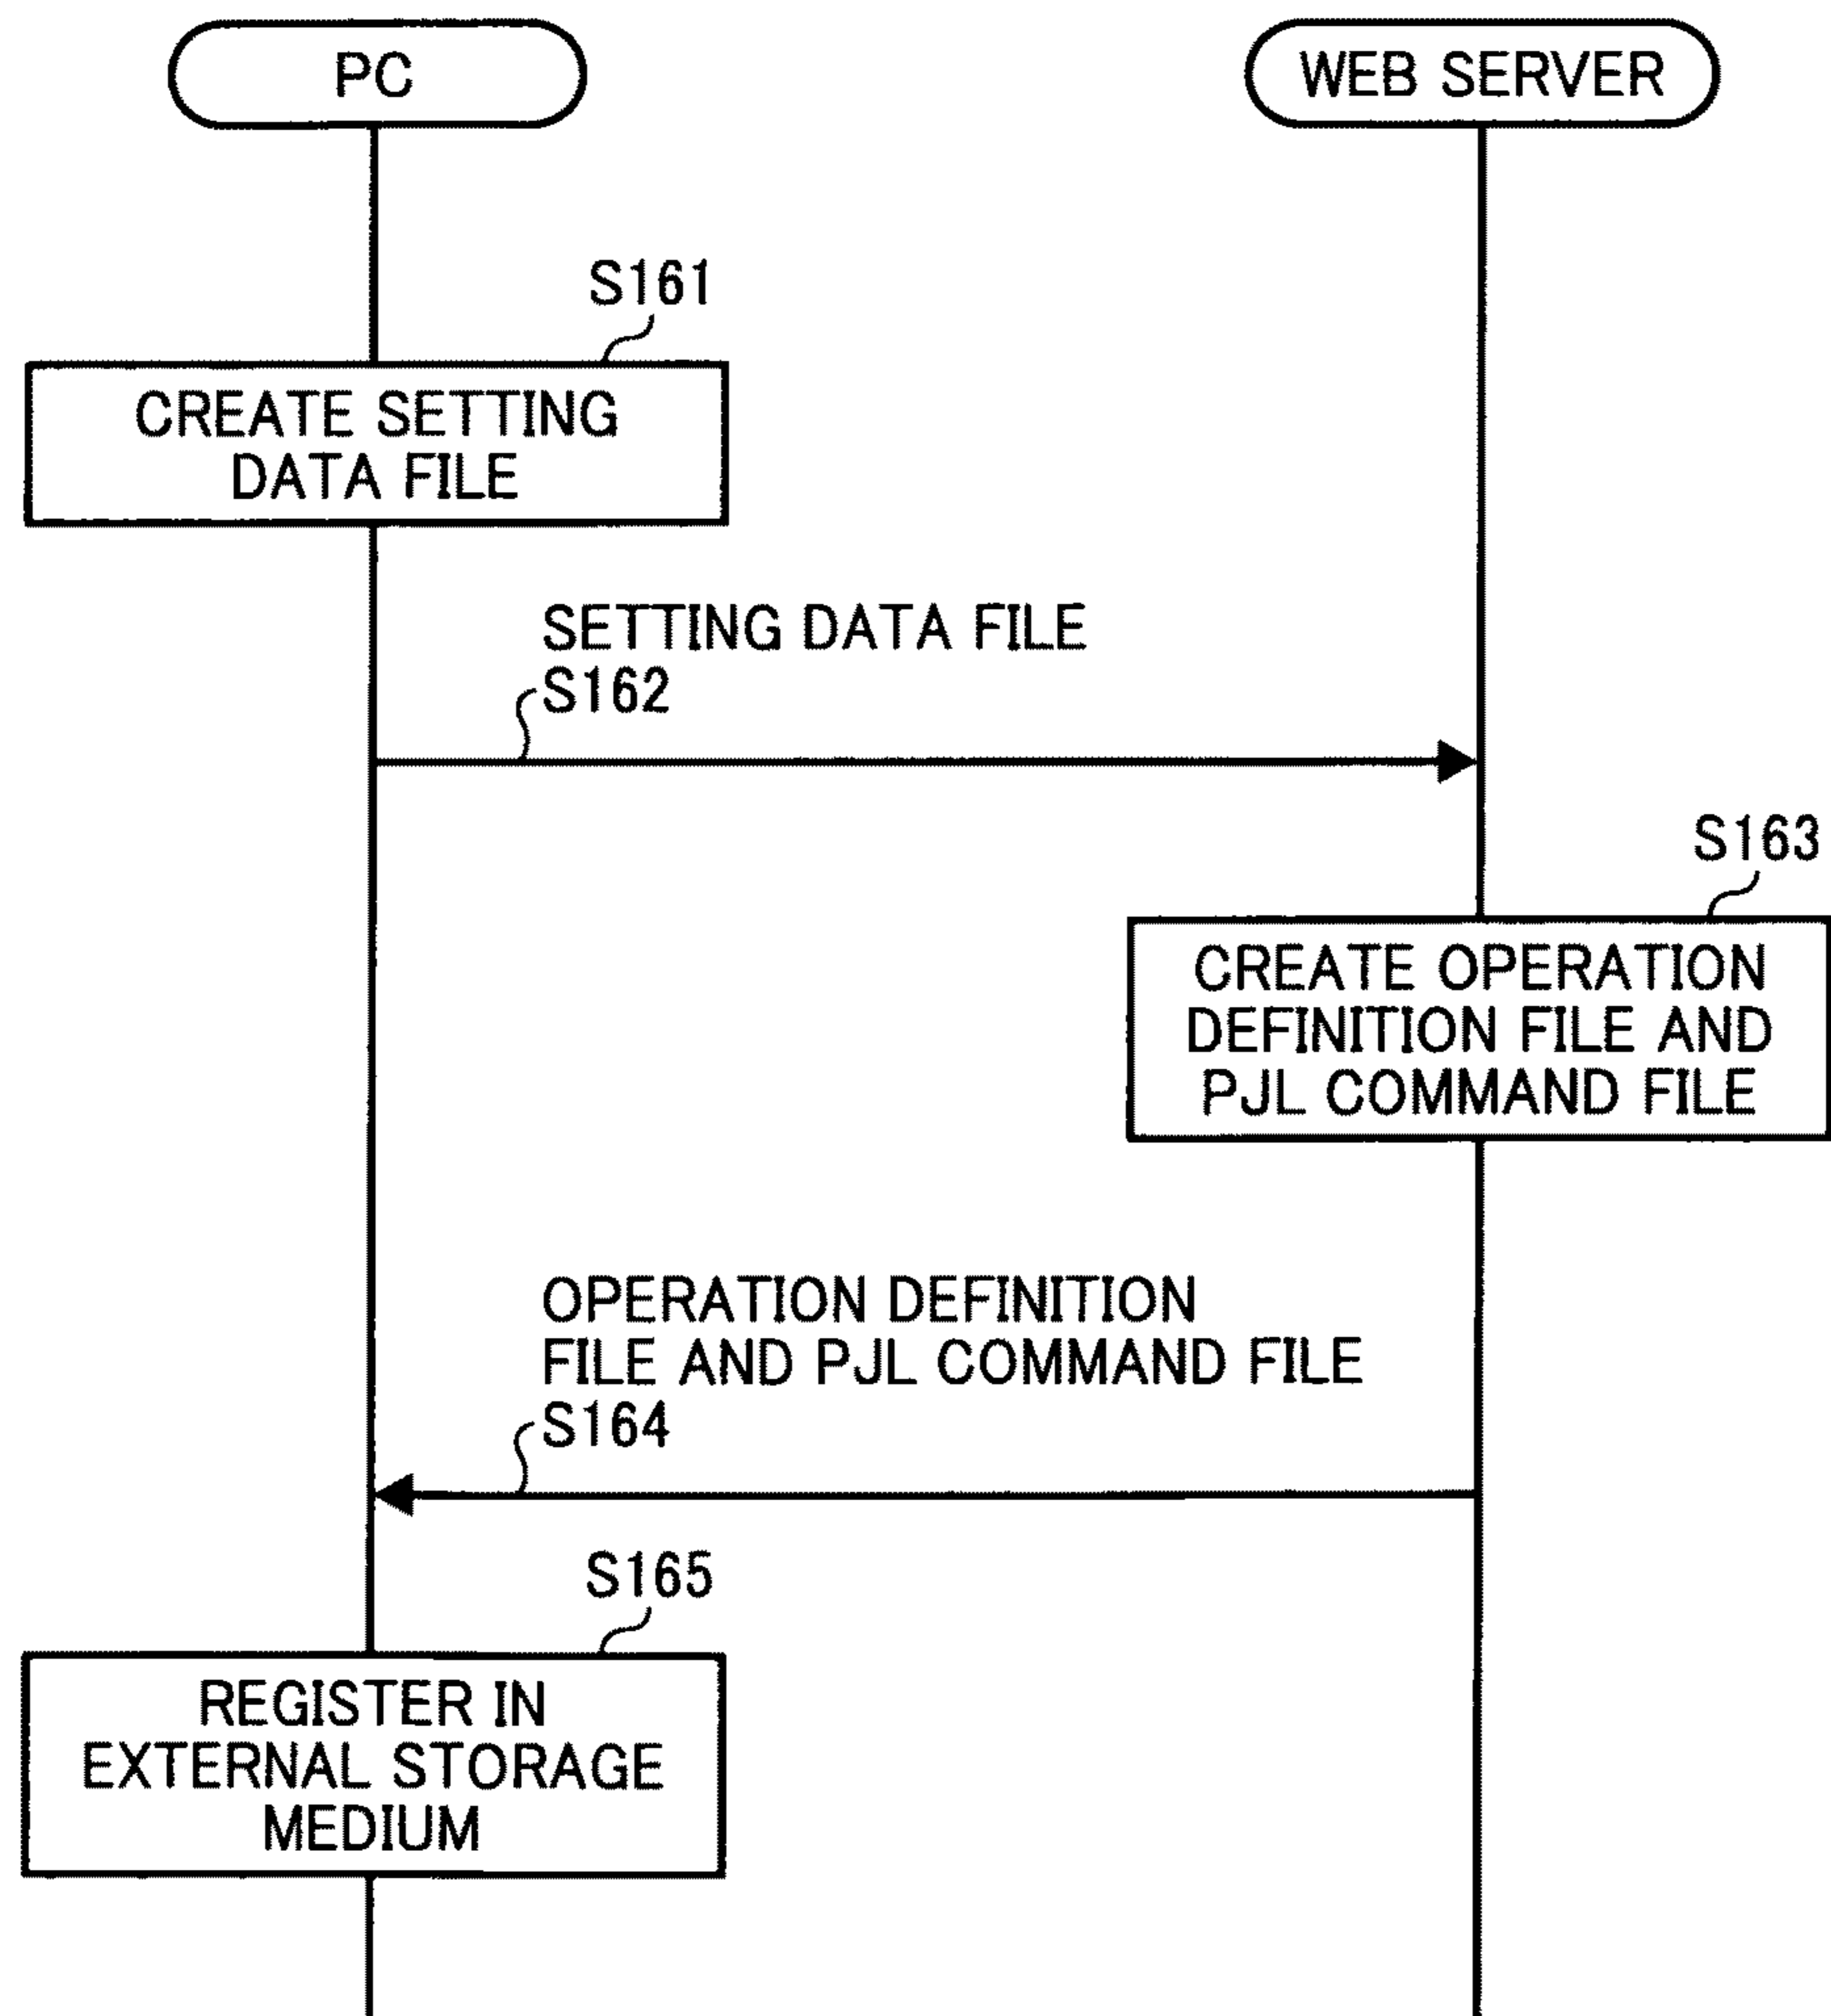 PC
WEB SERVER
S161
CREATE SETTING
DATA FILE
SETTING DATA FILE
S162
S163
CREATE OPERATION
DEFINITION FILE AND
PJL COMMAND FILE
OPERATION DEFINITION
FILE AND PJL COMMAND FILE
S164
S165
REGISTER IN
EXTERNAL STORAGE
MEDIUM